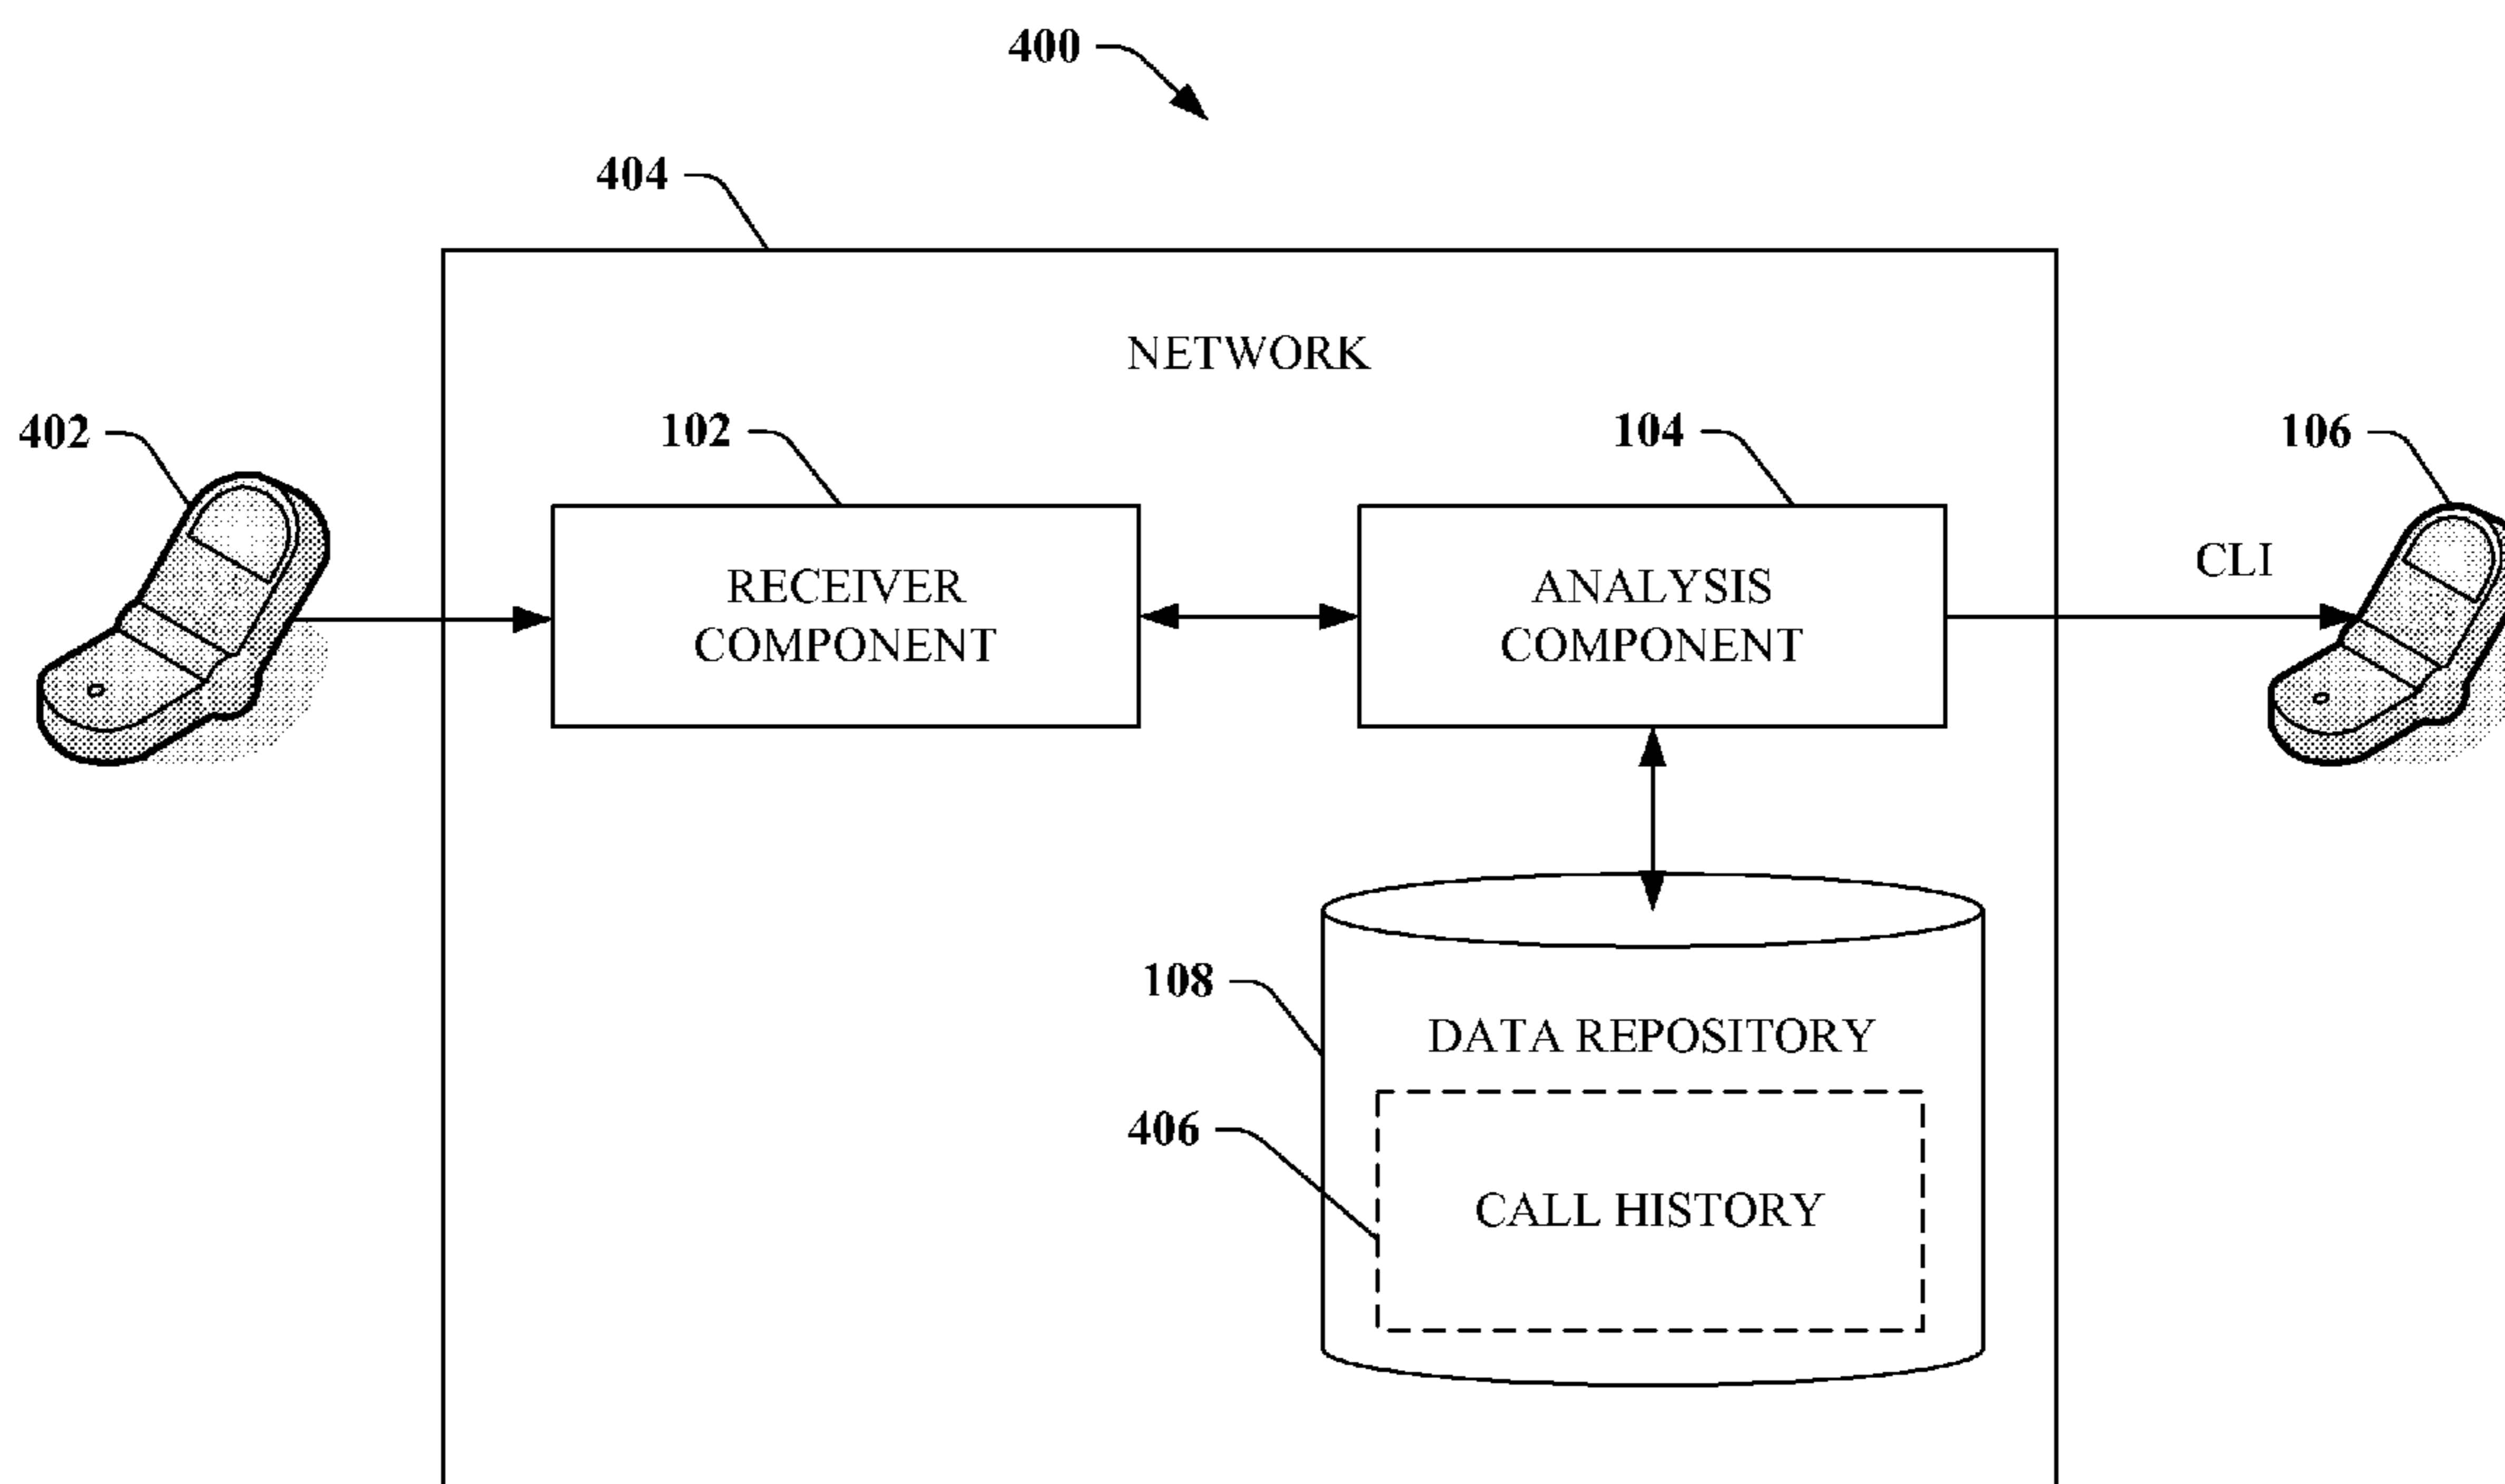 400
404
NETWORK
402
102
104
106
RECEIVER
COMPONENT
ANALYSIS
COMPONENT
CLI
108
DATA REPOSITORY
406
CALL HISTORY